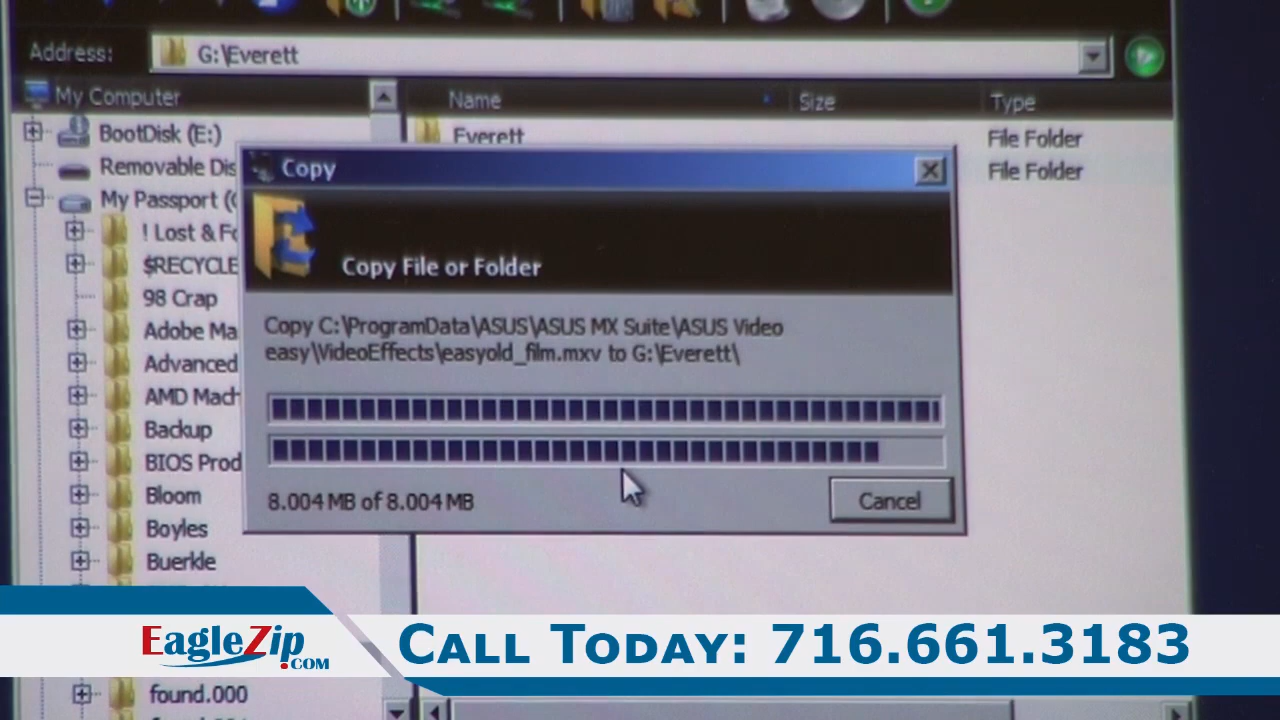 Address: G:\Everett
My Computer
Name Size Type
BootDisk (E:)
Everett File Folder
Removable Dis
File Folder
My Passport (
! Lost & Fo
$RECYCLE
98 Crap
Adobe Ma
Advanced
AMD Mach
Backup
BIOS Prod
Bloom
Boyles
Buerkle
Copy
Copy File or Folder
Copy C:\ProgramData\ASUS\ASUS MX Suite\ASUS Video
easy\VideoEffects\easyold_film.mxv to G:\Everett\
8.004 MB of 8.004 MB
Cancel
EagleZip.com
Call Today: 716.661.3183
found.000